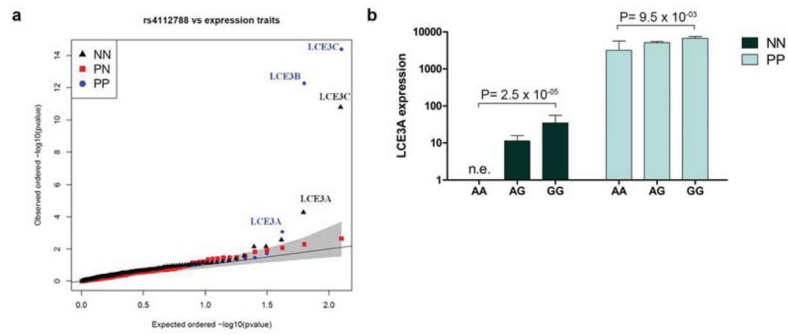 a
rs4112788 vs expression traits
NN
PN
PP
LCE3C
LCE3B
LCE3C
LCE3A
LCE3A
Observed ordered −log10(pvalue)
0 2 4 6 8 10 12 14
0.0 0.5 1.0 1.5 2.0
Expected ordered −log10(pvalue)
b
P= 9.5 x 10-03
P= 2.5 x 10-05
NN
PP
LCE3A expression
10000
1000
100
10
1
n.e.
AA AG GG AA AG GG